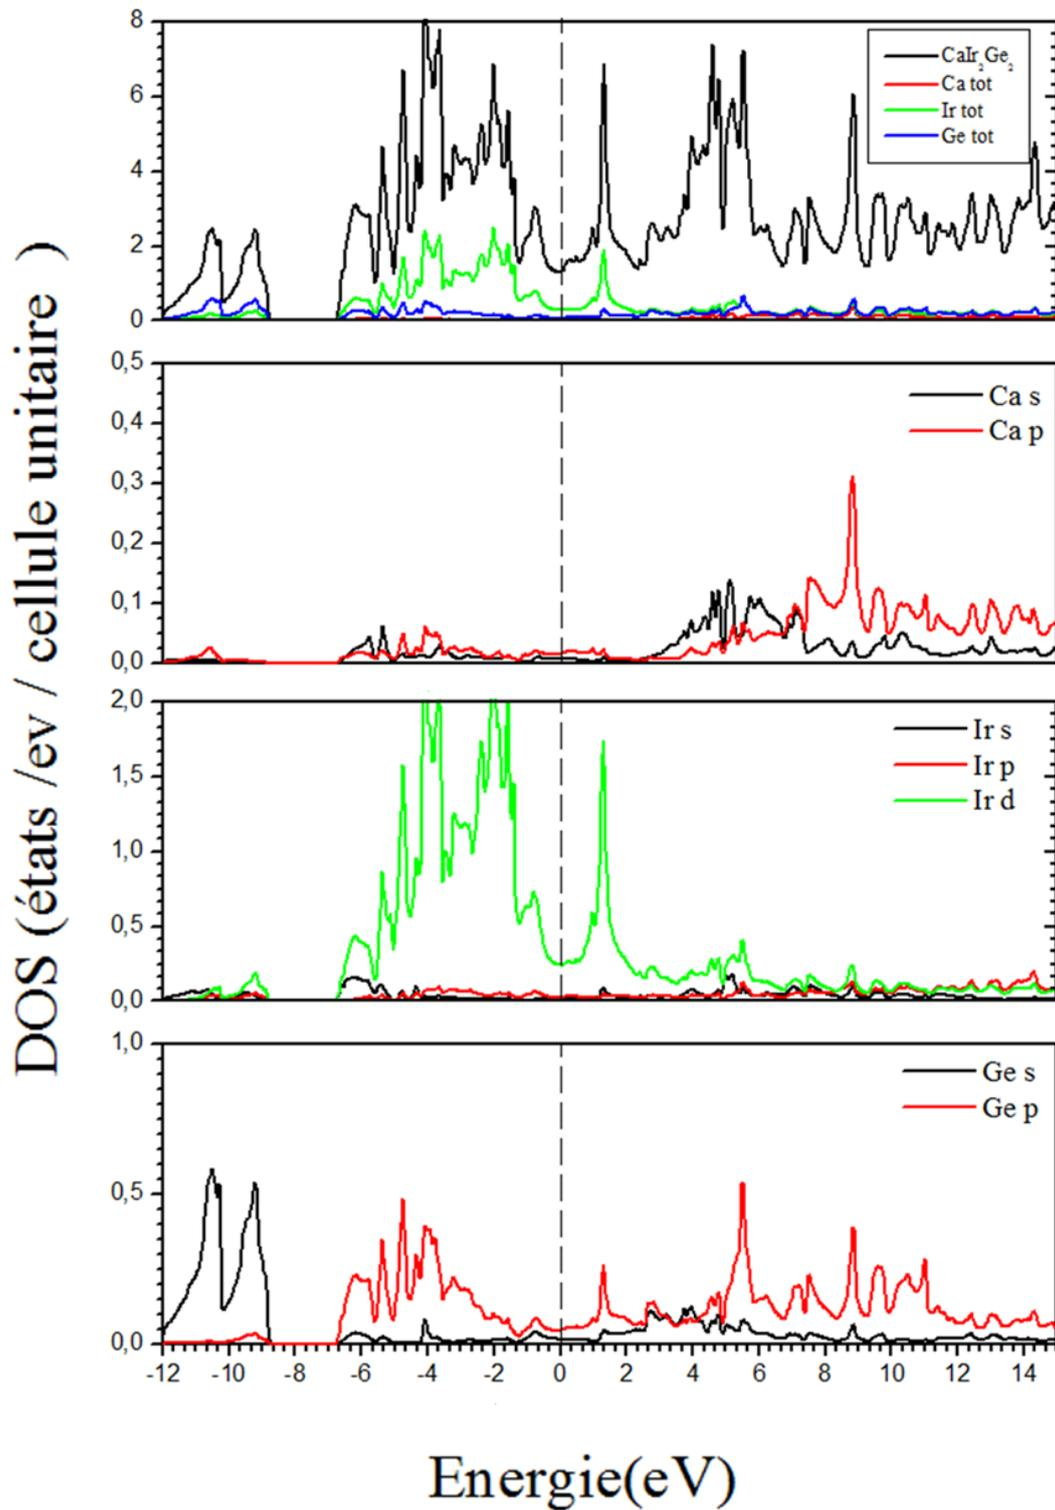 DOS (états /ev / cellule unitaire )
8
6
4
2
0
CaIr2Ge2
Ca tot
Ir tot
Ge tot
0,5
0,4
0,3
0,2
0,1
0,0
Ca s
Ca p
2,0
1,5
1,0
0,5
0,0
Ir s
Ir p
Ir d
1,0
0,5
0,0
Ge s
Ge p
-12 -10 -8 -6 -4 -2 0 2 4 6 8 10 12 14
Energie(eV)